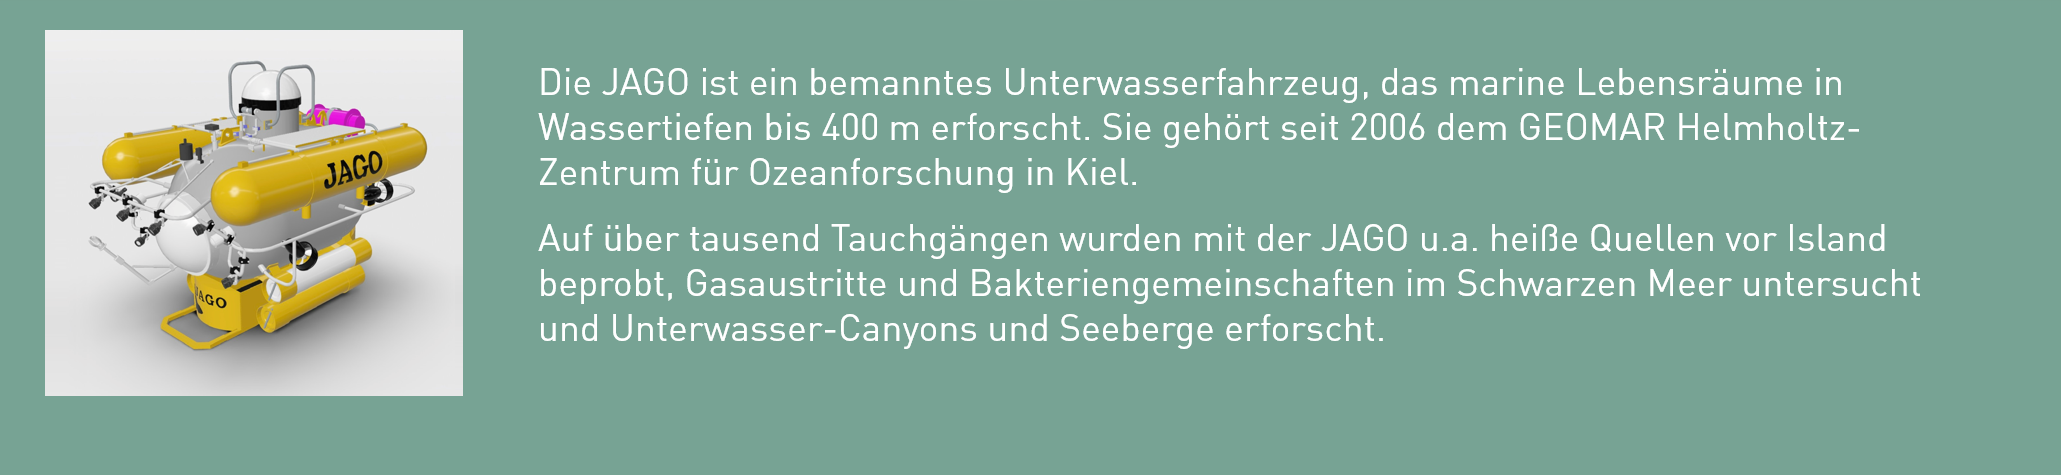 JAGO
JAGO
Die JAGO ist ein bemanntes Unterwasserfahrzeug, das marine Lebensräume in
Wassertiefen bis 400 m erforscht. Sie gehört seit 2006 dem GEOMAR Helmholtz-
Zentrum für Ozeanforschung in Kiel.
Auf über tausend Tauchgängen wurden mit der JAGO u.a. heiße Quellen vor Island
beprobt, Gasaustritte und Bakteriengemeinschaften im Schwarzen Meer untersucht
und Unterwasser-Canyons und Seeberge erforscht.